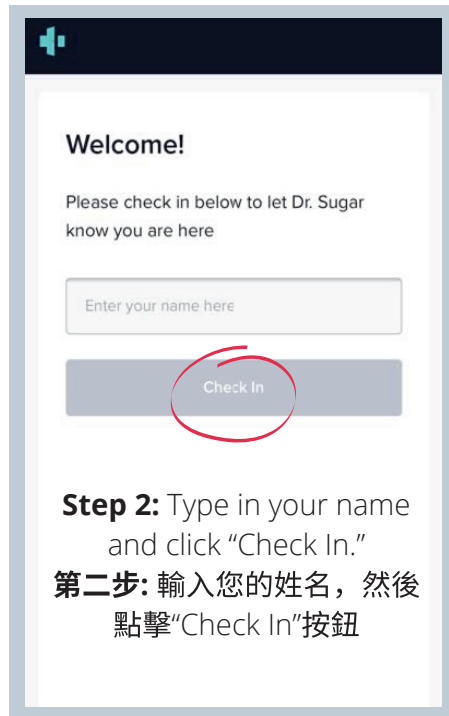 Welcome!
Please check in below to let Dr. Sugar
know you are here
Enter your name here
Check In
Step 2: Type in your name
and click “Check In.”
第二步: 輸入您的姓名，然後
點擊“Check In”按鈕